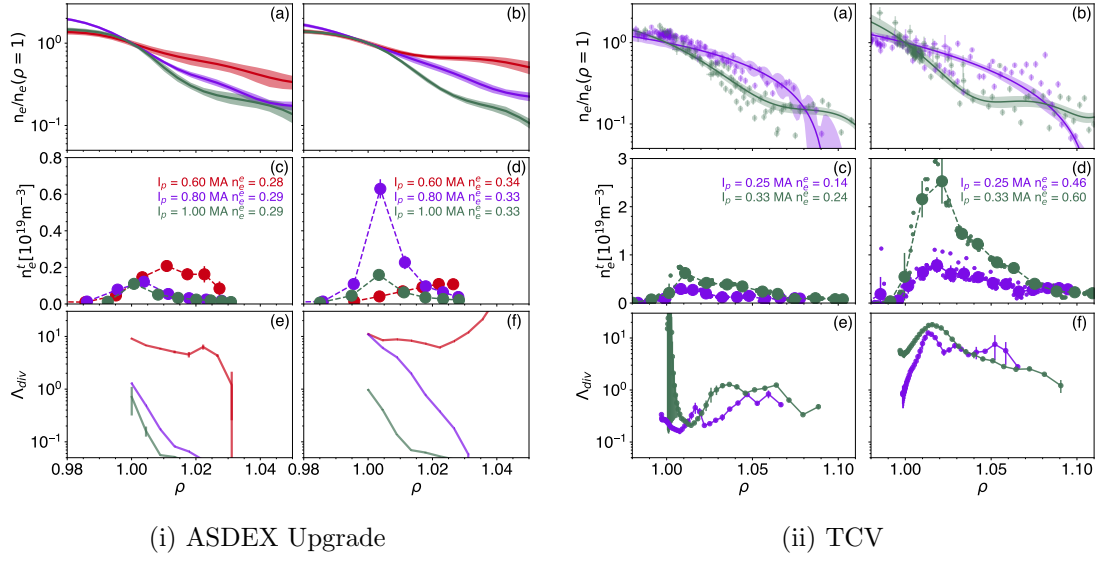 (a)
(b)
n_e/n_e(ρ = 1)
10^0
10^-1
(c)
(d)
n_e^t[10^19m^-3]
0.8
0.6
0.4
0.2
0.0
I_p = 0.60 MA n_e^e = 0.28
I_p = 0.80 MA n_e^e = 0.29
I_p = 1.00 MA n_e^e = 0.29
I_p = 0.60 MA n_e^e = 0.34
I_p = 0.80 MA n_e^e = 0.33
I_p = 1.00 MA n_e^e = 0.33
(e)
(f)
Λ_div
10^1
10^0
10^-1
0.98 1.00 1.02 0.98 1.00 1.02 1.04
ρ ρ
(i) ASDEX Upgrade
(a)
(b)
n_e/n_e(ρ = 1)
10^0
10^-1
(c)
(d)
n_e^t[10^19m^-3]
3
2
1
0
I_p = 0.25 MA n_e^e = 0.14
I_p = 0.33 MA n_e^e = 0.24
I_p = 0.25 MA n_e^e = 0.46
I_p = 0.33 MA n_e^e = 0.60
(e)
(f)
Λ_div
10^1
10^0
10^-1
1.00 1.05 1.00 1.05 1.10
ρ ρ
(ii) TCV